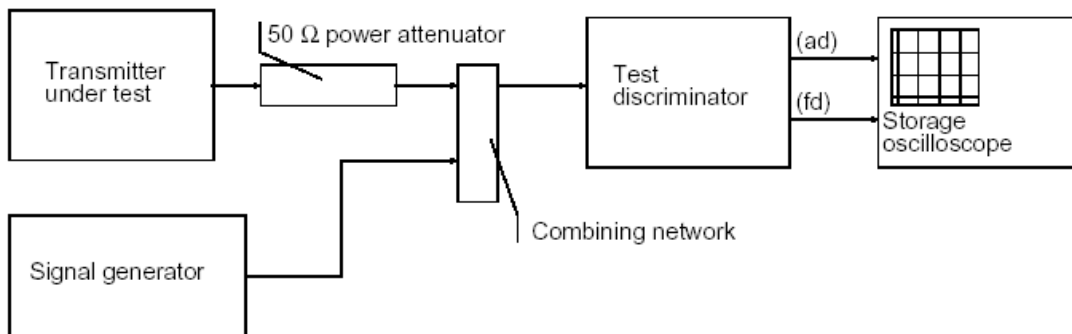 50 Ω power attenuator
Transmitter
under test
Test
discriminator
(ad)
(fd)
Storage
oscilloscope
Combining network
Signal generator